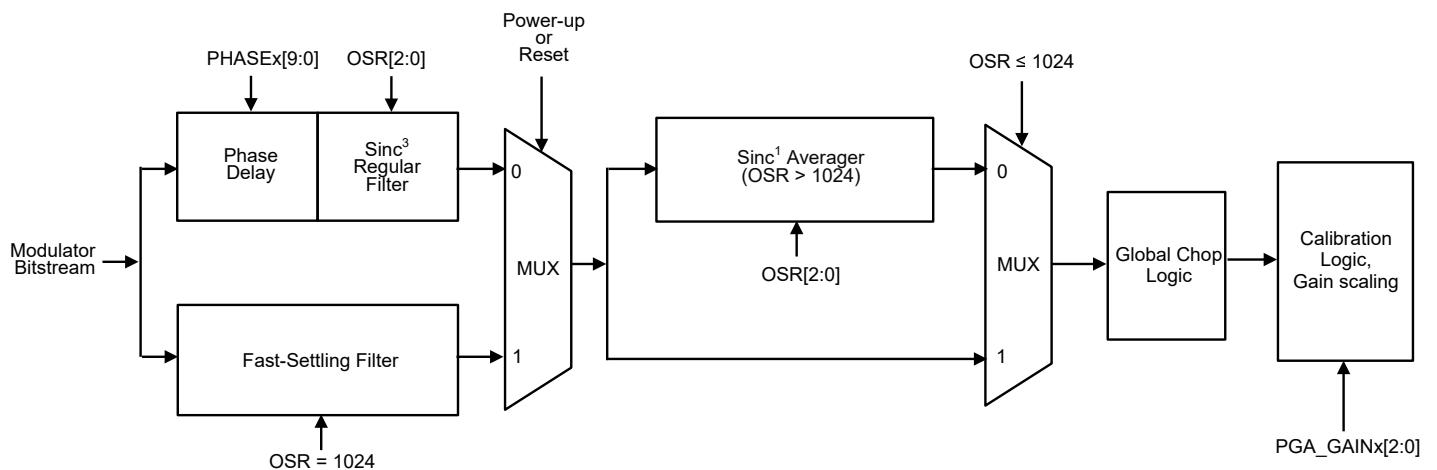 Power-up
or
Reset
PHASEx[9:0]
OSR[2:0]
OSR ≤ 1024
Phase
Delay
Sinc³
Regular
Filter
0
Sinc¹ Averager
(OSR > 1024)
0
Modulator
Bitstream
MUX
OSR[2:0]
MUX
Global Chop
Logic
Calibration
Logic,
Gain scaling
Fast-Settling Filter
1
1
OSR = 1024
PGA_GAINx[2:0]